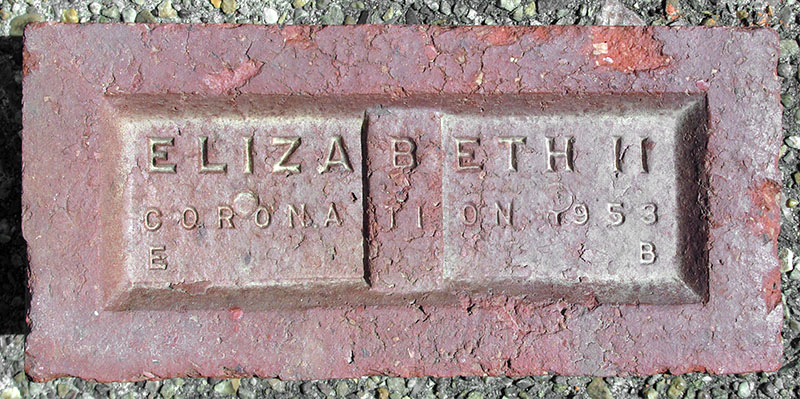 ELIZABETH II
CORONATION 1953
E B